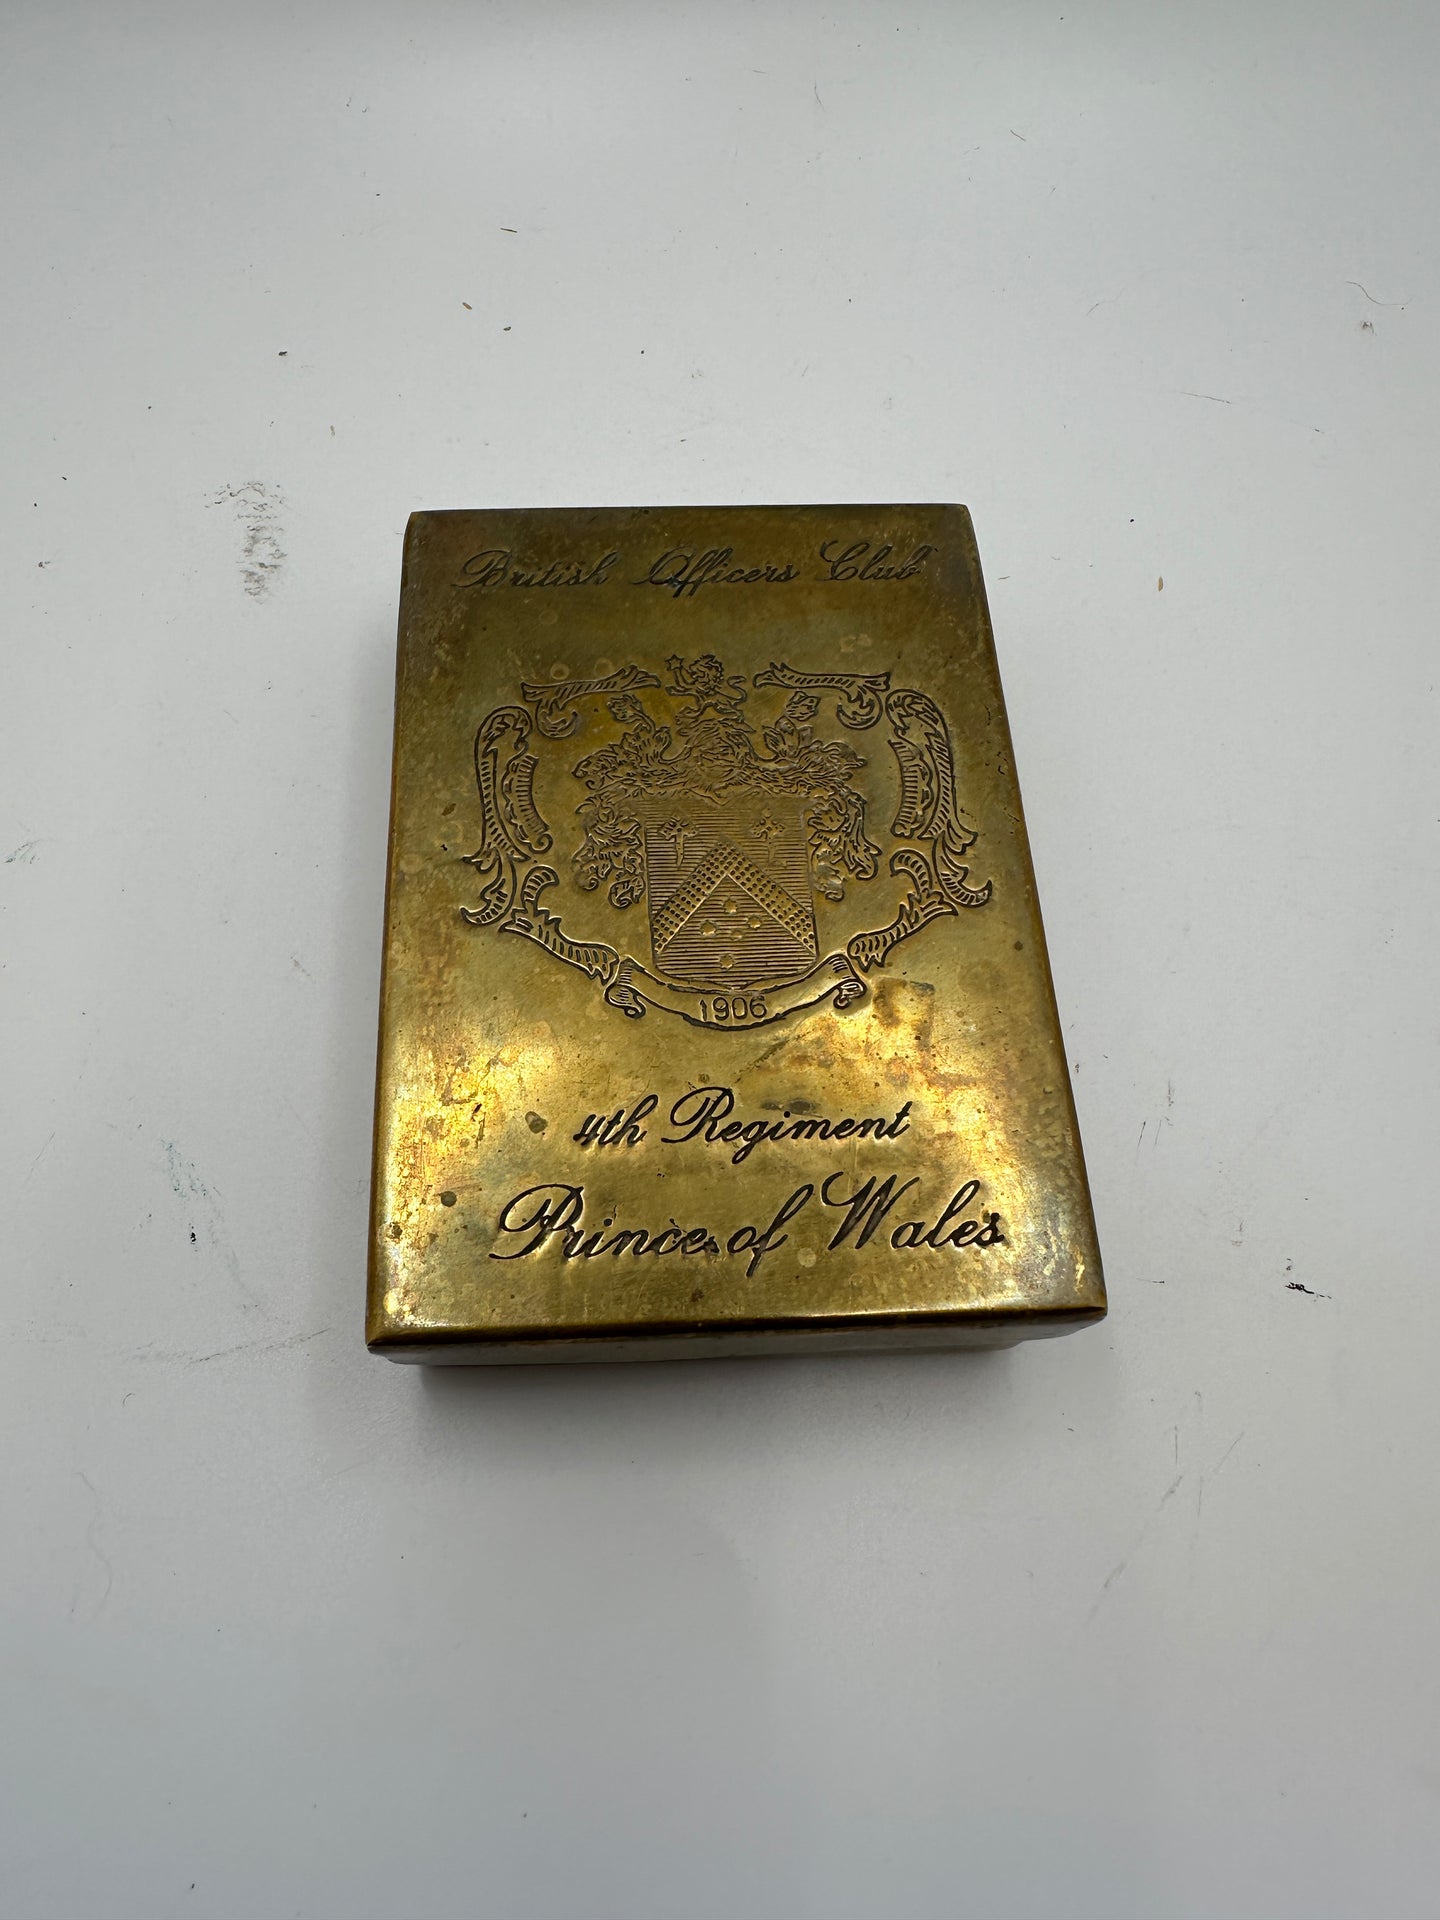 British Officers Club
1906
4th Regiment
Prince of Wales